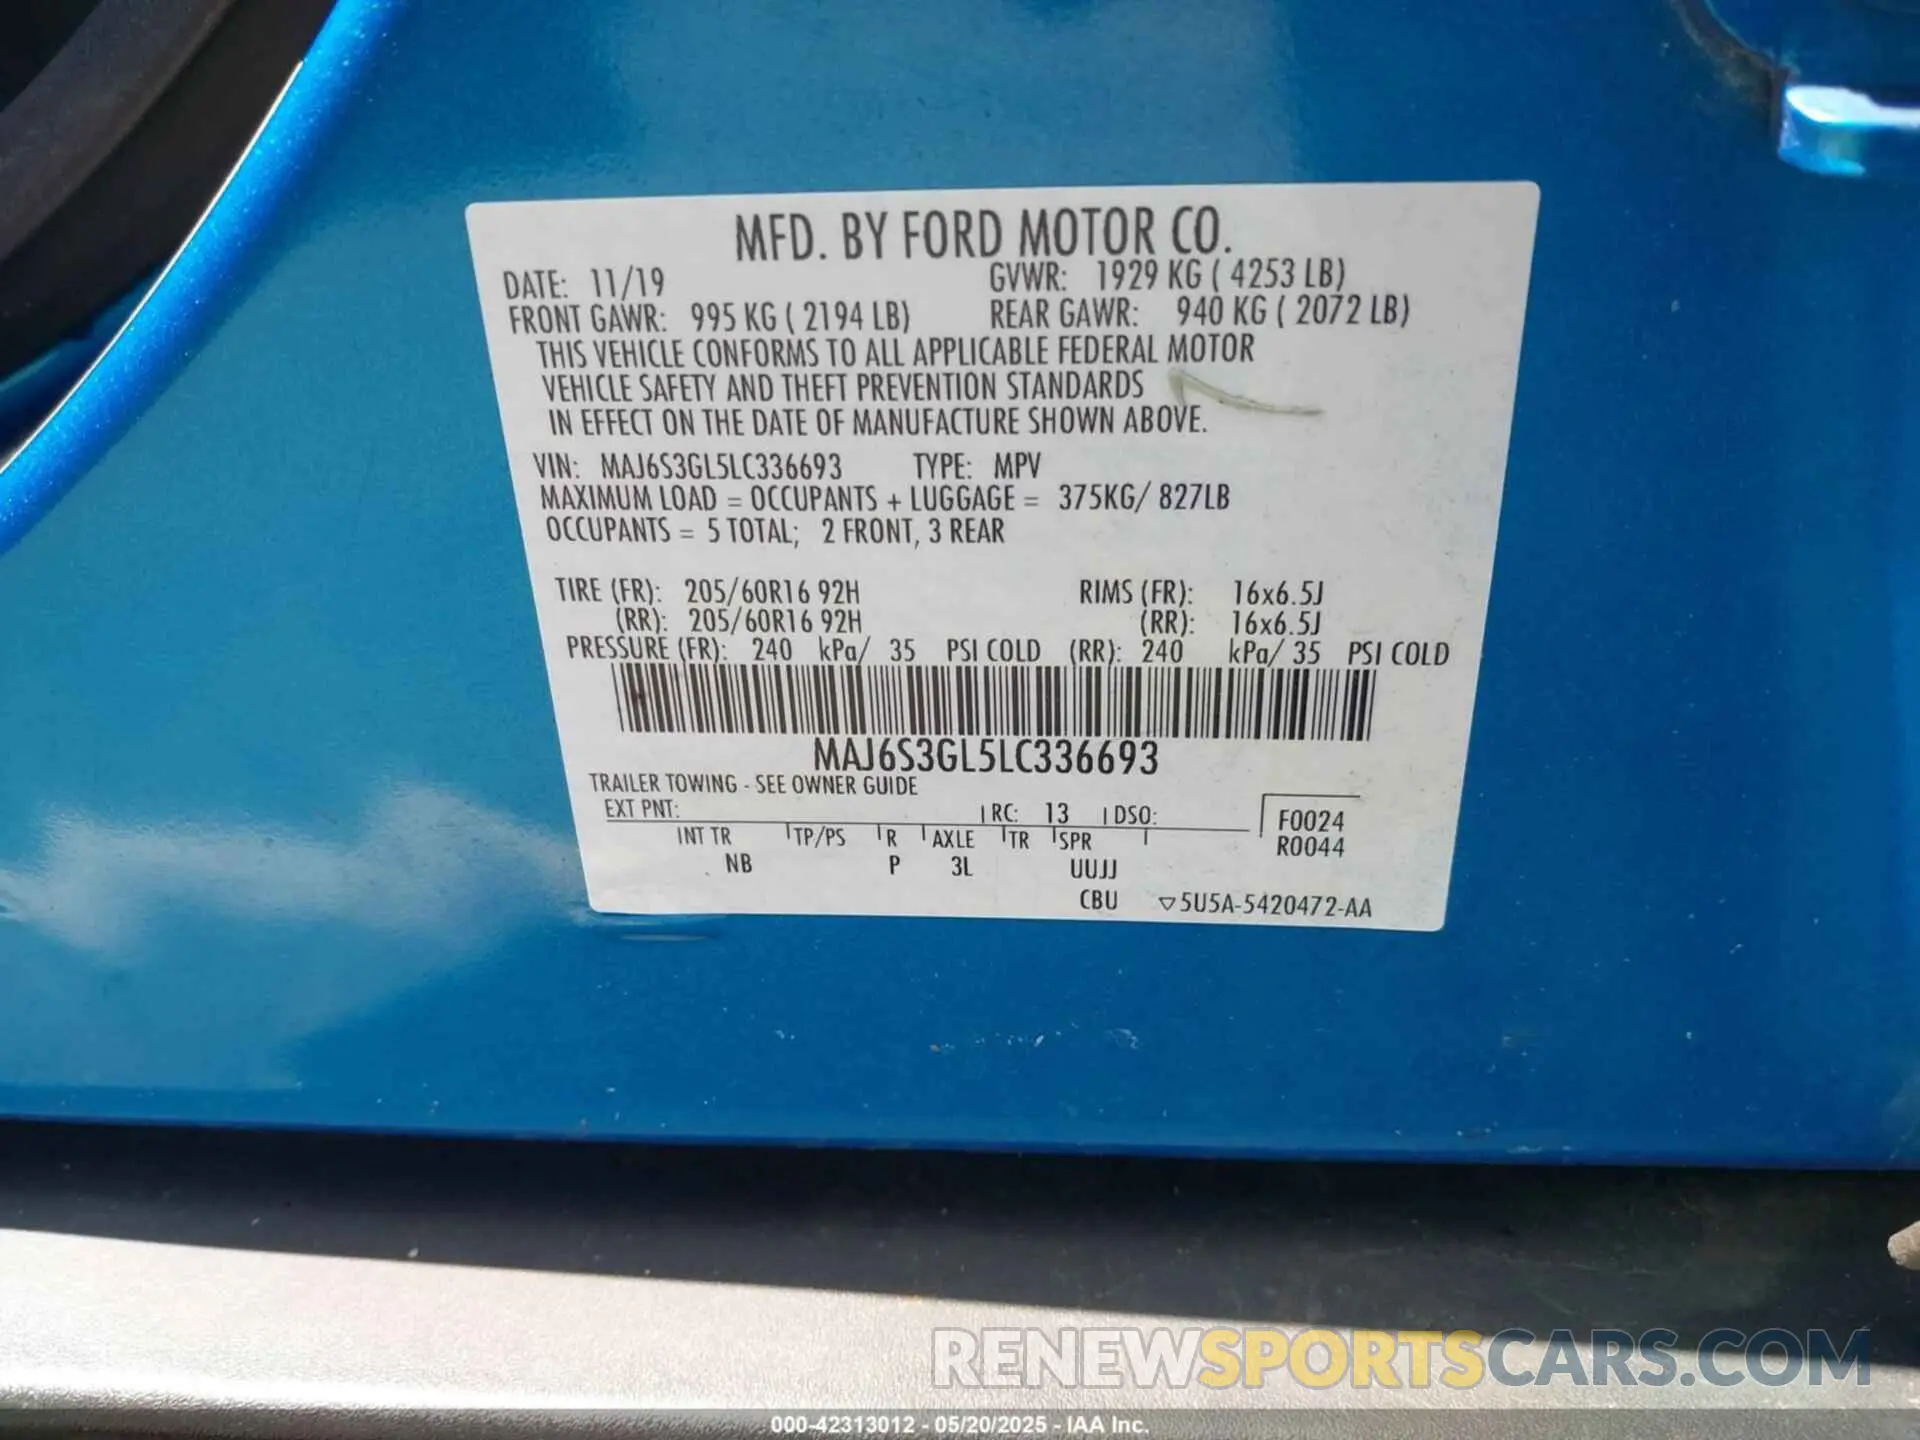 MFD. BY FORD MOTOR CO.
DATE: 11/19 GVWR: 1929 KG ( 4253 LB)
FRONT GAWR: 995 KG ( 2194 LB) REAR GAWR: 940 KG ( 2072 LB)
THIS VEHICLE CONFORMS TO ALL APPLICABLE FEDERAL MOTOR
VEHICLE SAFETY AND THEFT PREVENTION STANDARDS
IN EFFECT ON THE DATE OF MANUFACTURE SHOWN ABOVE.
VIN: MAJ6S3GL5LC336693 TYPE: MPV
MAXIMUM LOAD = OCCUPANTS + LUGGAGE = 375KG/ 827LB
OCCUPANTS = 5 TOTAL; 2 FRONT, 3 REAR
TIRE (FR): 205/60R16 92H RIMS (FR): 16x6.5J
(RR): 205/60R16 92H (RR): 16x6.5J
PRESSURE (FR): 240 kPa/ 35 PSI COLD (RR): 240 kPa/ 35 PSI COLD
MAJ6S3GL5LC336693
TRAILER TOWING - SEE OWNER GUIDE
EXT PNT: RC: 13 DSO: F0024
INT TR TP/PS R AXLE TR SPR R0044
NB P 3L UUJJ
CBU ▽5U5A-5420472-AA
RENEWSPORTSCARS.COM
000-42313012 - 05/20/2025 - IAA Inc.